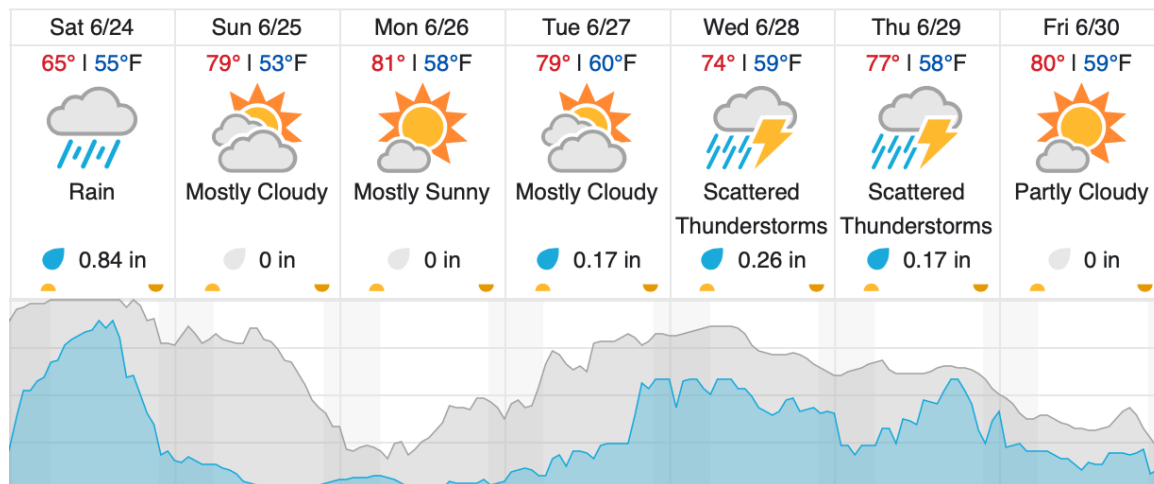 Sat 6/24 Sun 6/25 Mon 6/26 Tue 6/27 Wed 6/28 Thu 6/29 Fri 6/30
65° | 55°F 79° | 53°F 81° | 58°F 79° | 60°F 74° | 59°F 77° | 58°F 80° | 59°F
Rain Mostly Cloudy Mostly Sunny Mostly Cloudy Scattered Scattered Partly Cloudy
Thunderstorms Thunderstorms
0.84 in 0 in 0 in 0.17 in 0.26 in 0.17 in 0 in